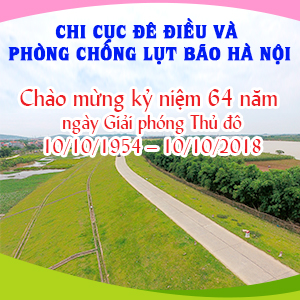 CHI CỤC ĐÊ ĐIỀU VÀ
PHÒNG CHỐNG LỤT BÃO HÀ NỘI
Chào mừng kỷ niệm 64 năm
ngày Giải phóng Thủ đô
10/10/1954 – 10/10/2018